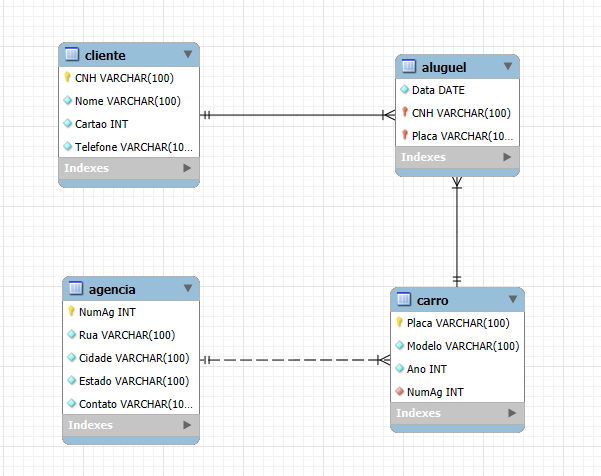 cliente
CNH VARCHAR(100)
Nome VARCHAR(100)
Cartao INT
Telefone VARCHAR(10...
Indexes
aluguel
Data DATE
CNH VARCHAR(100)
Placa VARCHAR(10...
Indexes
agencia
NumAg INT
Rua VARCHAR(100)
Cidade VARCHAR(100)
Estado VARCHAR(100)
Contato VARCHAR(10...
Indexes
carro
Placa VARCHAR(100)
Modelo VARCHAR(100)
Ano INT
NumAg INT
Indexes